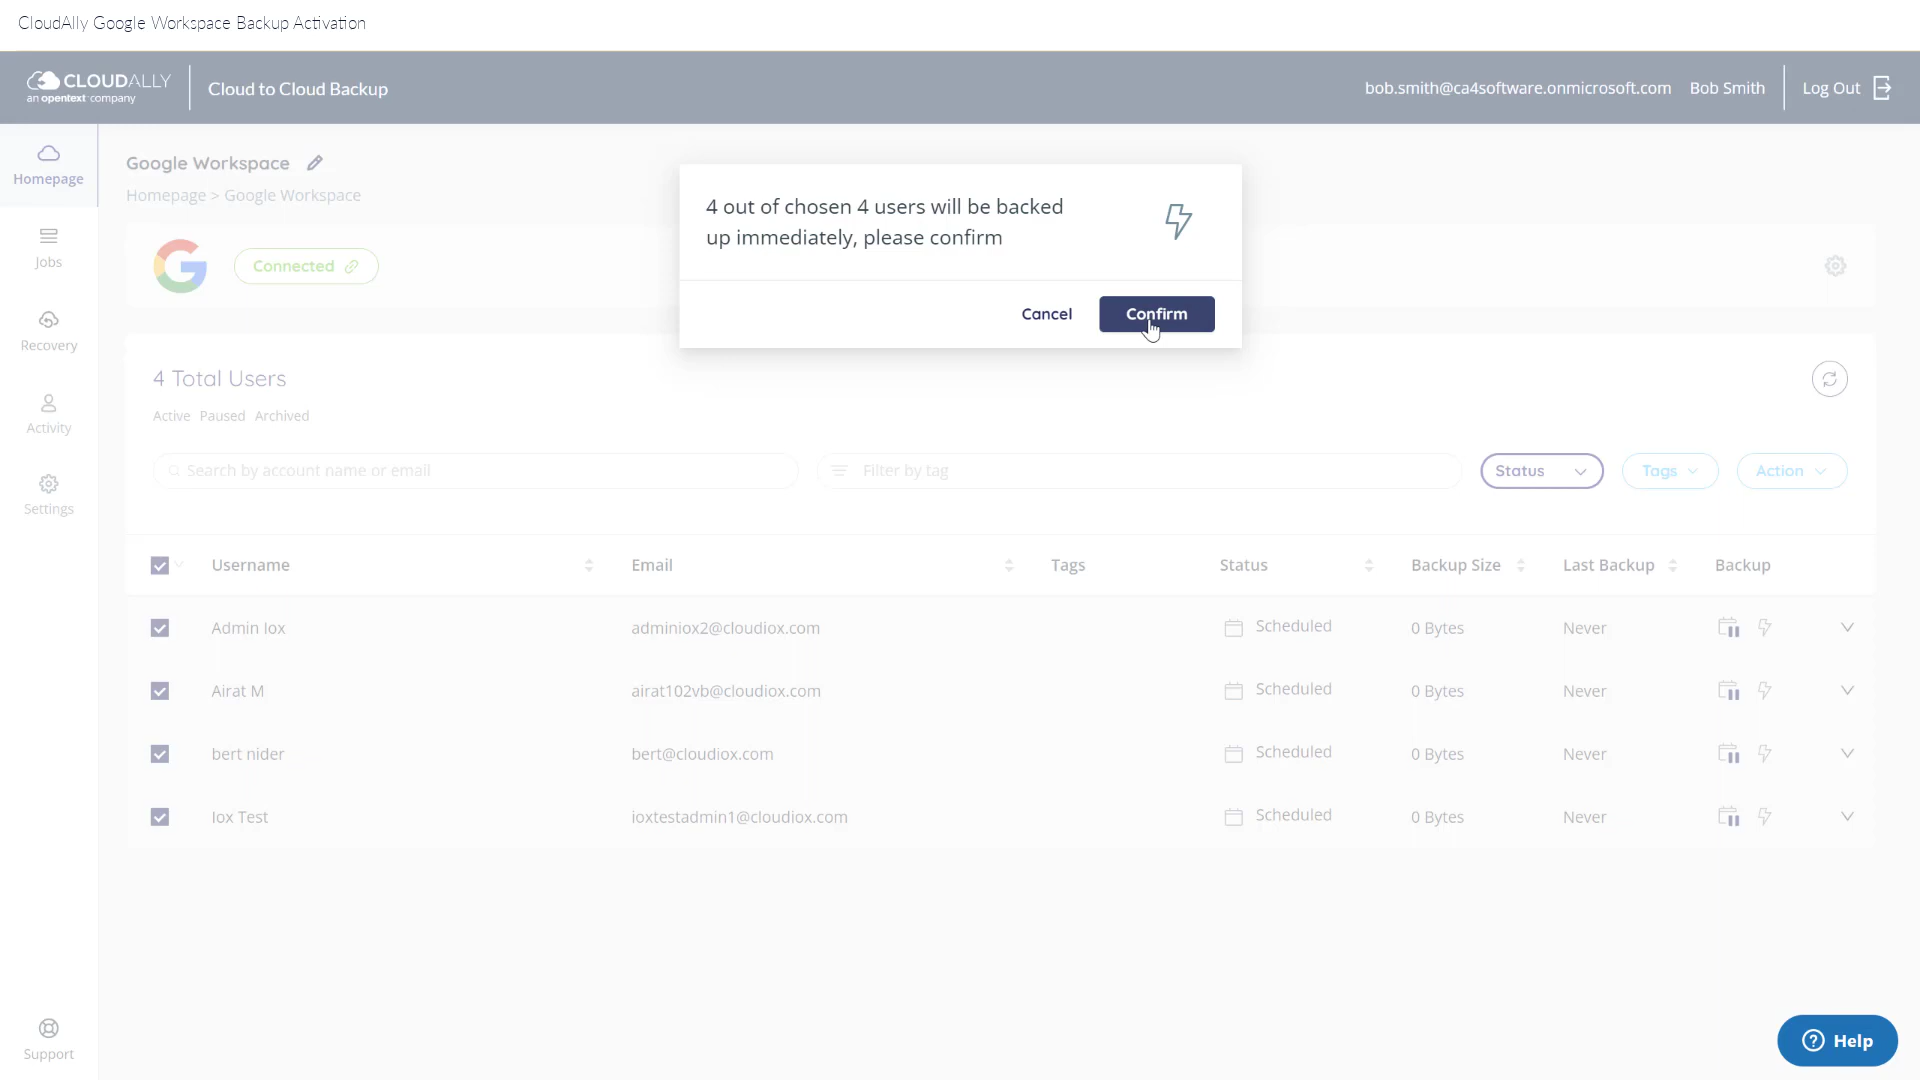 CloudAlly Google Workspace Backup Activation
CLOUDALLY
an opentext company
Cloud to Cloud Backup
bob.smith@ca4software.onmicrosoft.com
Bob Smith
Log Out
Homepage
Jobs
Recovery
Activity
Settings
Support
Google Workspace
Homepage > Google Workspace
Connected
4 out of chosen 4 users will be backed
up immediately, please confirm
Cancel
Confirm
4 Total Users
Active Paused Archived
Search by account name or email
Filter by tag
Status
Tags
Action
Username Email Tags Status Backup Size Last Backup Backup
Admin Iox adminiox2@cloudiox.com Scheduled 0 Bytes Never
Airat M airat102vb@cloudiox.com Scheduled 0 Bytes Never
bert nider bert@cloudiox.com Scheduled 0 Bytes Never
Iox Test ioxtestadmin1@cloudiox.com Scheduled 0 Bytes Never
Help